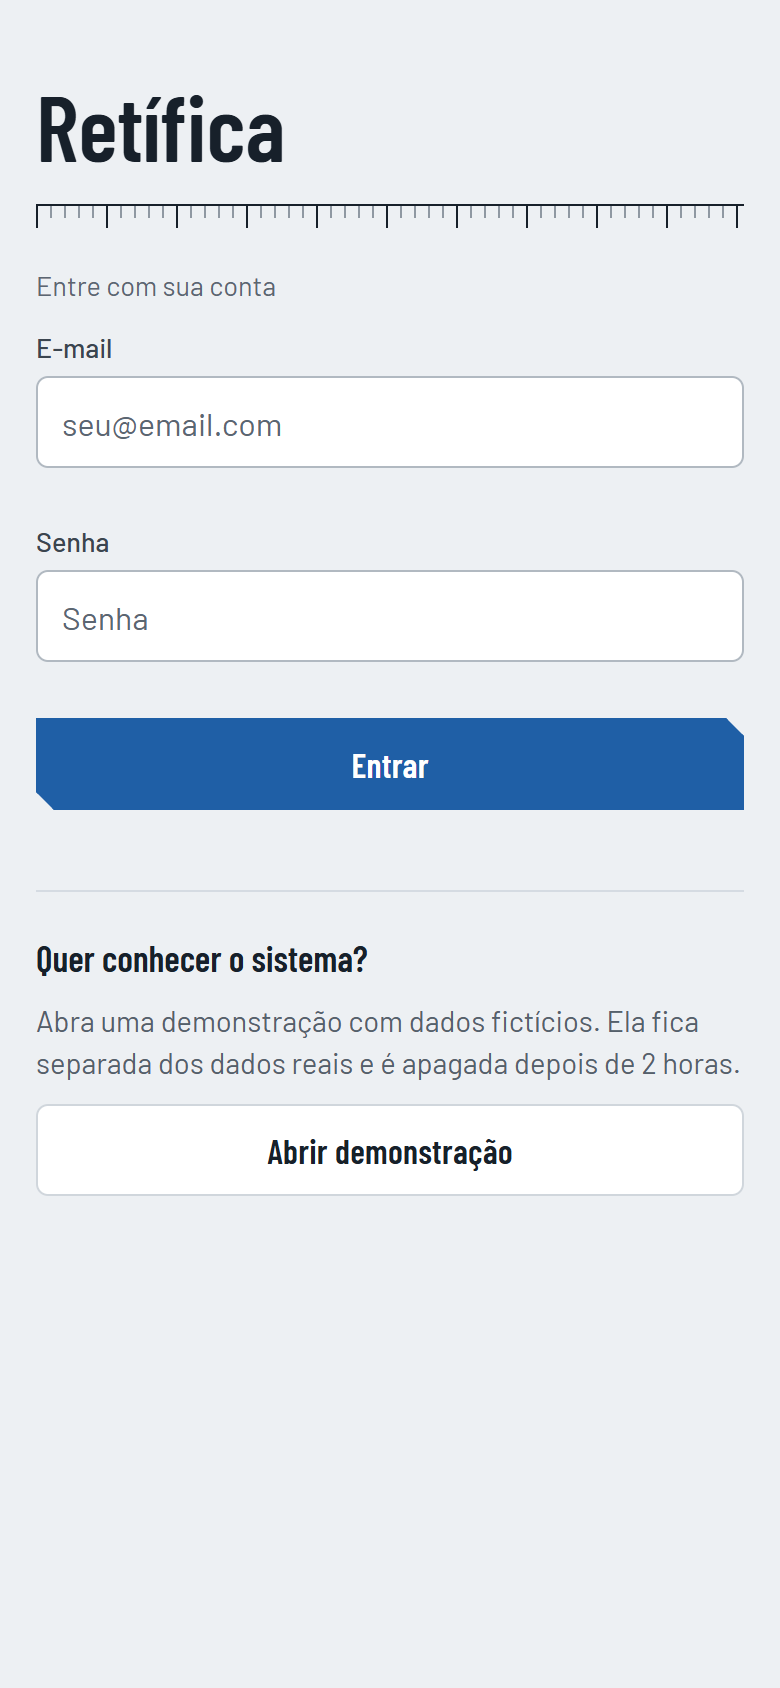 Retífica
Entre com sua conta
E-mail
seu@email.com
Senha
Senha
Entrar
Quer conhecer o sistema?
Abra uma demonstração com dados fictícios. Ela fica
separada dos dados reais e é apagada depois de 2 horas.
Abrir demonstração